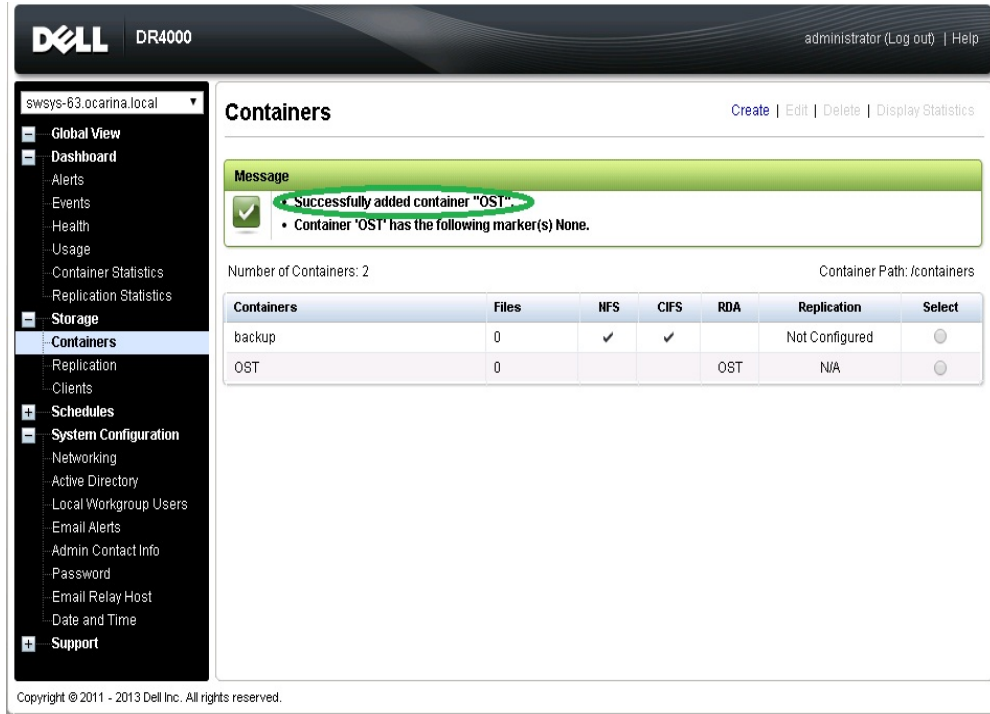 DELL DR4000
administrator (Log out) | Help
swsys-63.ocarina.local
Global View
Dashboard
Alerts
Events
Health
Usage
Container Statistics
Replication Statistics
Storage
Containers
Replication
Clients
Schedules
System Configuration
Networking
Active Directory
Local Workgroup Users
Email Alerts
Admin Contact Info
Password
Email Relay Host
Date and Time
Support
Containers
Create | Edit | Delete | Display Statistics
Message
• Successfully added container "OST".
• Container 'OST' has the following marker(s) None.
Number of Containers: 2 Container Path: /containers
Containers Files NFS CIFS RDA Replication Select
backup 0 ✔ ✔ Not Configured
OST 0 OST N/A
Copyright © 2011 - 2013 Dell Inc. All rights reserved.